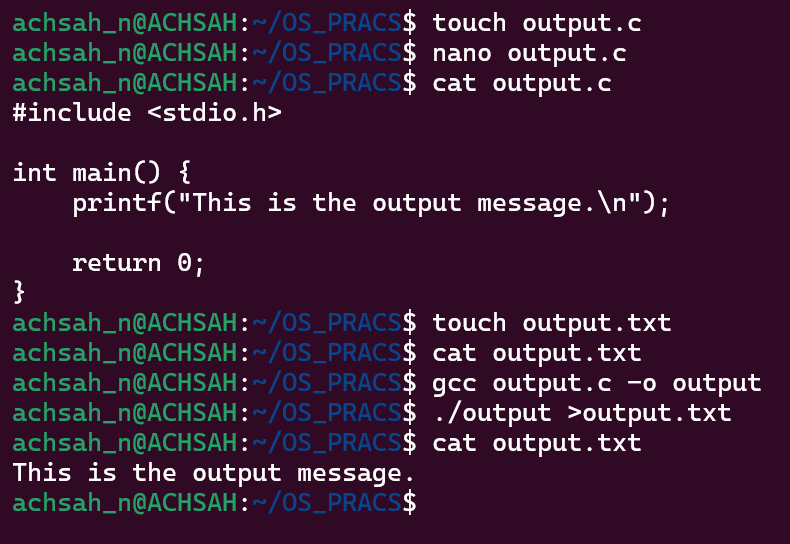 achsah_n@ACHSAH:~/OS_PRACS$ touch output.c
achsah_n@ACHSAH:~/OS_PRACS$ nano output.c
achsah_n@ACHSAH:~/OS_PRACS$ cat output.c
#include <stdio.h>

int main() {
    printf("This is the output message.\n");

    return 0;
}
achsah_n@ACHSAH:~/OS_PRACS$ touch output.txt
achsah_n@ACHSAH:~/OS_PRACS$ cat output.txt
achsah_n@ACHSAH:~/OS_PRACS$ gcc output.c -o output
achsah_n@ACHSAH:~/OS_PRACS$ ./output >output.txt
achsah_n@ACHSAH:~/OS_PRACS$ cat output.txt
This is the output message.
achsah_n@ACHSAH:~/OS_PRACS$